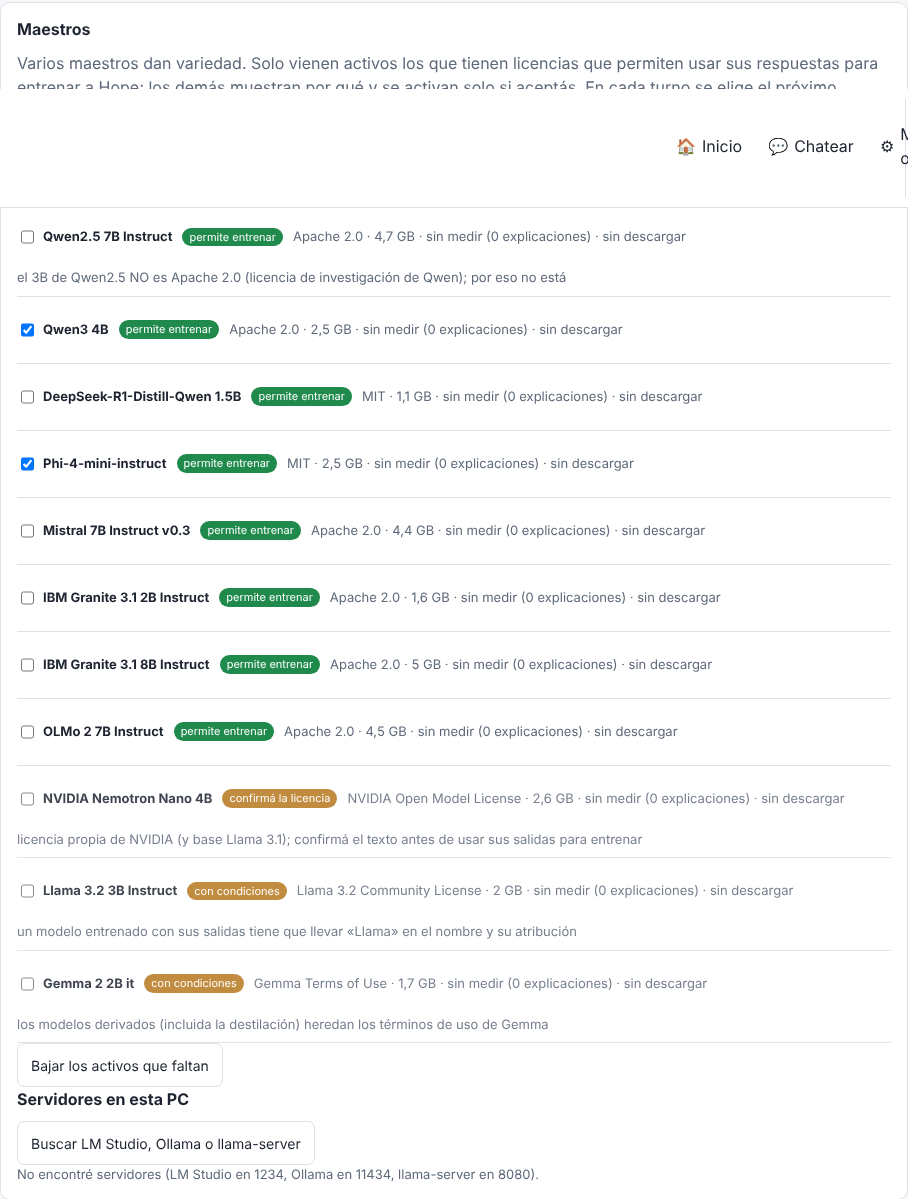 Maestros
Varios maestros dan variedad. Solo vienen activos los que tienen licencias que permiten usar sus respuestas para
entrenar a Hope; los demás muestran por qué y se activan solo si aceptás. En cada turno se elige el próximo
🏠 Inicio 💬 Chatear ⚙
Qwen2.5 7B Instruct permite entrenar Apache 2.0 · 4,7 GB · sin medir (0 explicaciones) · sin descargar
el 3B de Qwen2.5 NO es Apache 2.0 (licencia de investigación de Qwen); por eso no está
Qwen3 4B permite entrenar Apache 2.0 · 2,5 GB · sin medir (0 explicaciones) · sin descargar
DeepSeek-R1-Distill-Qwen 1.5B permite entrenar MIT · 1,1 GB · sin medir (0 explicaciones) · sin descargar
Phi-4-mini-instruct permite entrenar MIT · 2,5 GB · sin medir (0 explicaciones) · sin descargar
Mistral 7B Instruct v0.3 permite entrenar Apache 2.0 · 4,4 GB · sin medir (0 explicaciones) · sin descargar
IBM Granite 3.1 2B Instruct permite entrenar Apache 2.0 · 1,6 GB · sin medir (0 explicaciones) · sin descargar
IBM Granite 3.1 8B Instruct permite entrenar Apache 2.0 · 5 GB · sin medir (0 explicaciones) · sin descargar
OLMo 2 7B Instruct permite entrenar Apache 2.0 · 4,5 GB · sin medir (0 explicaciones) · sin descargar
NVIDIA Nemotron Nano 4B confirmá la licencia NVIDIA Open Model License · 2,6 GB · sin medir (0 explicaciones) · sin descargar
licencia propia de NVIDIA (y base Llama 3.1); confirmá el texto antes de usar sus salidas para entrenar
Llama 3.2 3B Instruct con condiciones Llama 3.2 Community License · 2 GB · sin medir (0 explicaciones) · sin descargar
un modelo entrenado con sus salidas tiene que llevar «Llama» en el nombre y su atribución
Gemma 2 2B it con condiciones Gemma Terms of Use · 1,7 GB · sin medir (0 explicaciones) · sin descargar
los modelos derivados (incluida la destilación) heredan los términos de uso de Gemma
Bajar los activos que faltan
Servidores en esta PC
Buscar LM Studio, Ollama o llama-server
No encontré servidores (LM Studio en 1234, Ollama en 11434, llama-server en 8080).